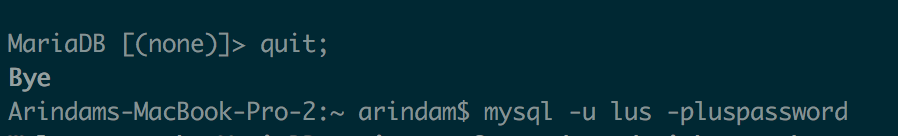 MariaDB [(none)]> quit;
Bye
Arindams-MacBook-Pro-2:~ arindam$ mysql -u lus -pluspassword